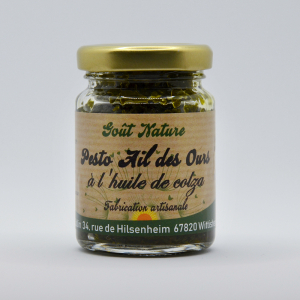 Goût Nature
Pesto Ail des Ours
à l'huile de colza
Fabrication artisanale
34, rue de Hilsenheim 67820